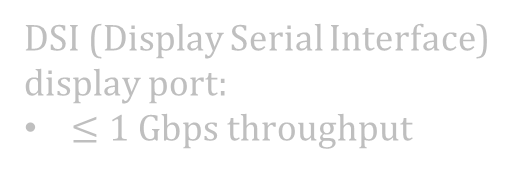 DSI (Display Serial Interface)
display port:
• ≤ 1 Gbps throughput